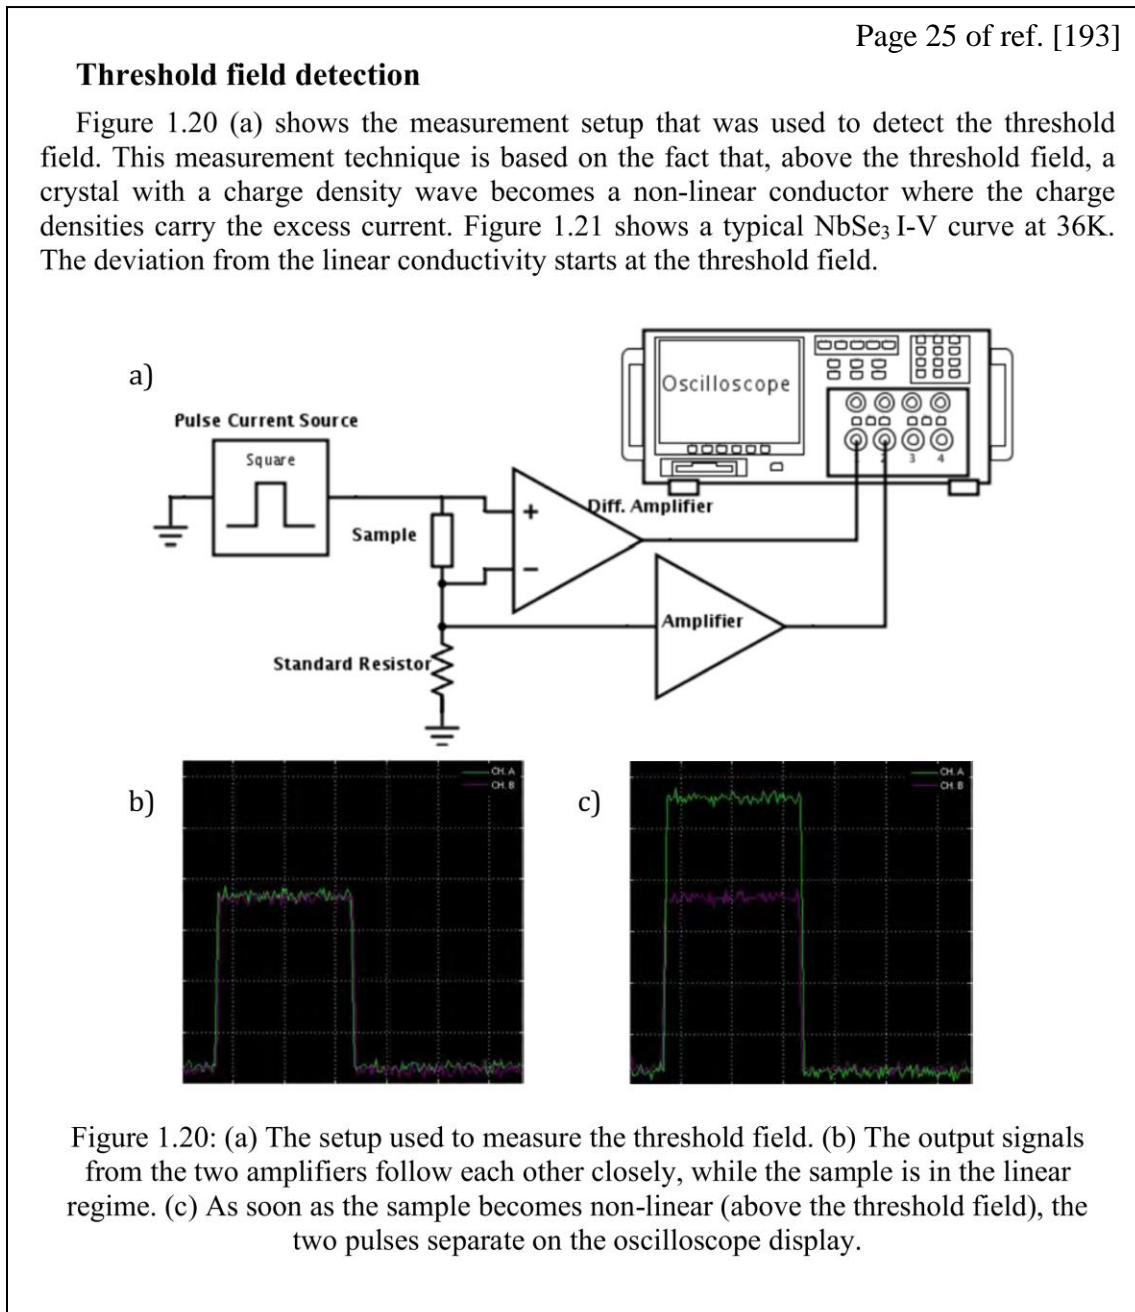 Page 25 of ref. [193]
Threshold field detection
Figure 1.20 (a) shows the measurement setup that was used to detect the threshold
field. This measurement technique is based on the fact that, above the threshold field, a
crystal with a charge density wave becomes a non-linear conductor where the charge
densities carry the excess current. Figure 1.21 shows a typical NbSe₃ I-V curve at 36K.
The deviation from the linear conductivity starts at the threshold field.
a)
Oscilloscope
Pulse Current Source
Square
1 2 3 4
Diff. Amplifier
+
Sample
−
Amplifier
Standard Resistor
b)
CH. A
CH. B
c)
CH. A
CH. B
Figure 1.20: (a) The setup used to measure the threshold field. (b) The output signals
from the two amplifiers follow each other closely, while the sample is in the linear
regime. (c) As soon as the sample becomes non-linear (above the threshold field), the
two pulses separate on the oscilloscope display.